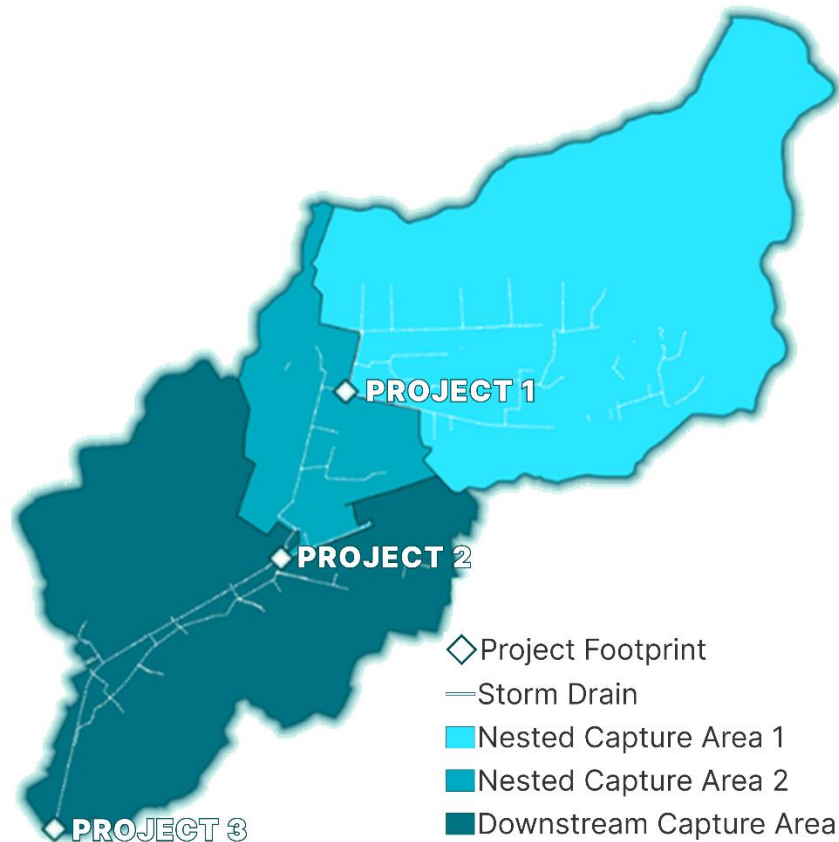 PROJECT 1
PROJECT 2
Project Footprint
Storm Drain
Nested Capture Area 1
Nested Capture Area 2
PROJECT 3
Downstream Capture Area